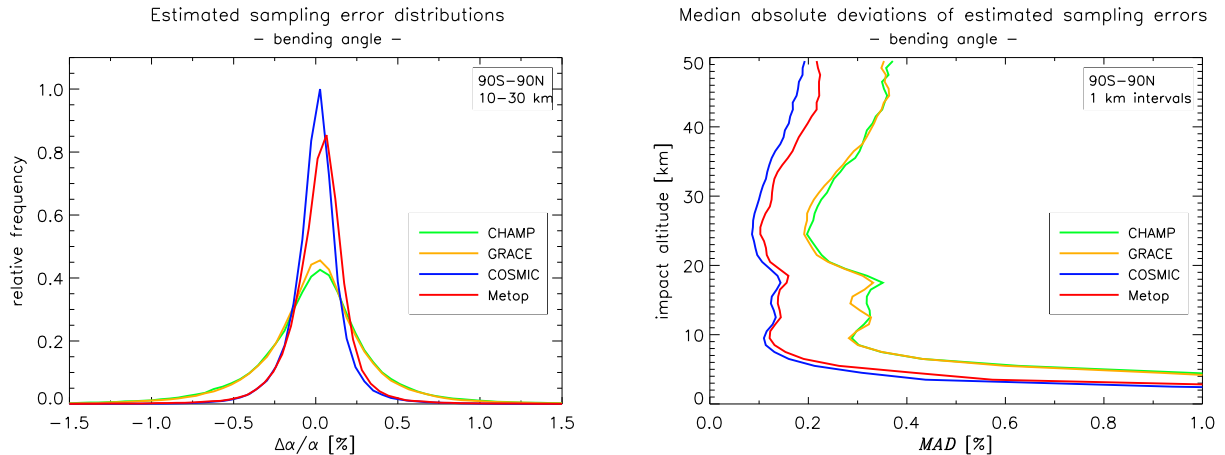 Estimated sampling error distributions
– bending angle –
90S–90N
10–30 km
relative frequency
1.0
0.8
0.6
0.4
0.2
0.0
CHAMP
GRACE
COSMIC
Metop
−1.5 −1.0 −0.5 0.0 0.5 1.0 1.5
Δα/α [%]
Median absolute deviations of estimated sampling errors
– bending angle –
90S–90N
1 km intervals
impact altitude [km]
50
40
30
20
10
0
CHAMP
GRACE
COSMIC
Metop
0.0 0.2 0.4 0.6 0.8 1.0
MAD [%]